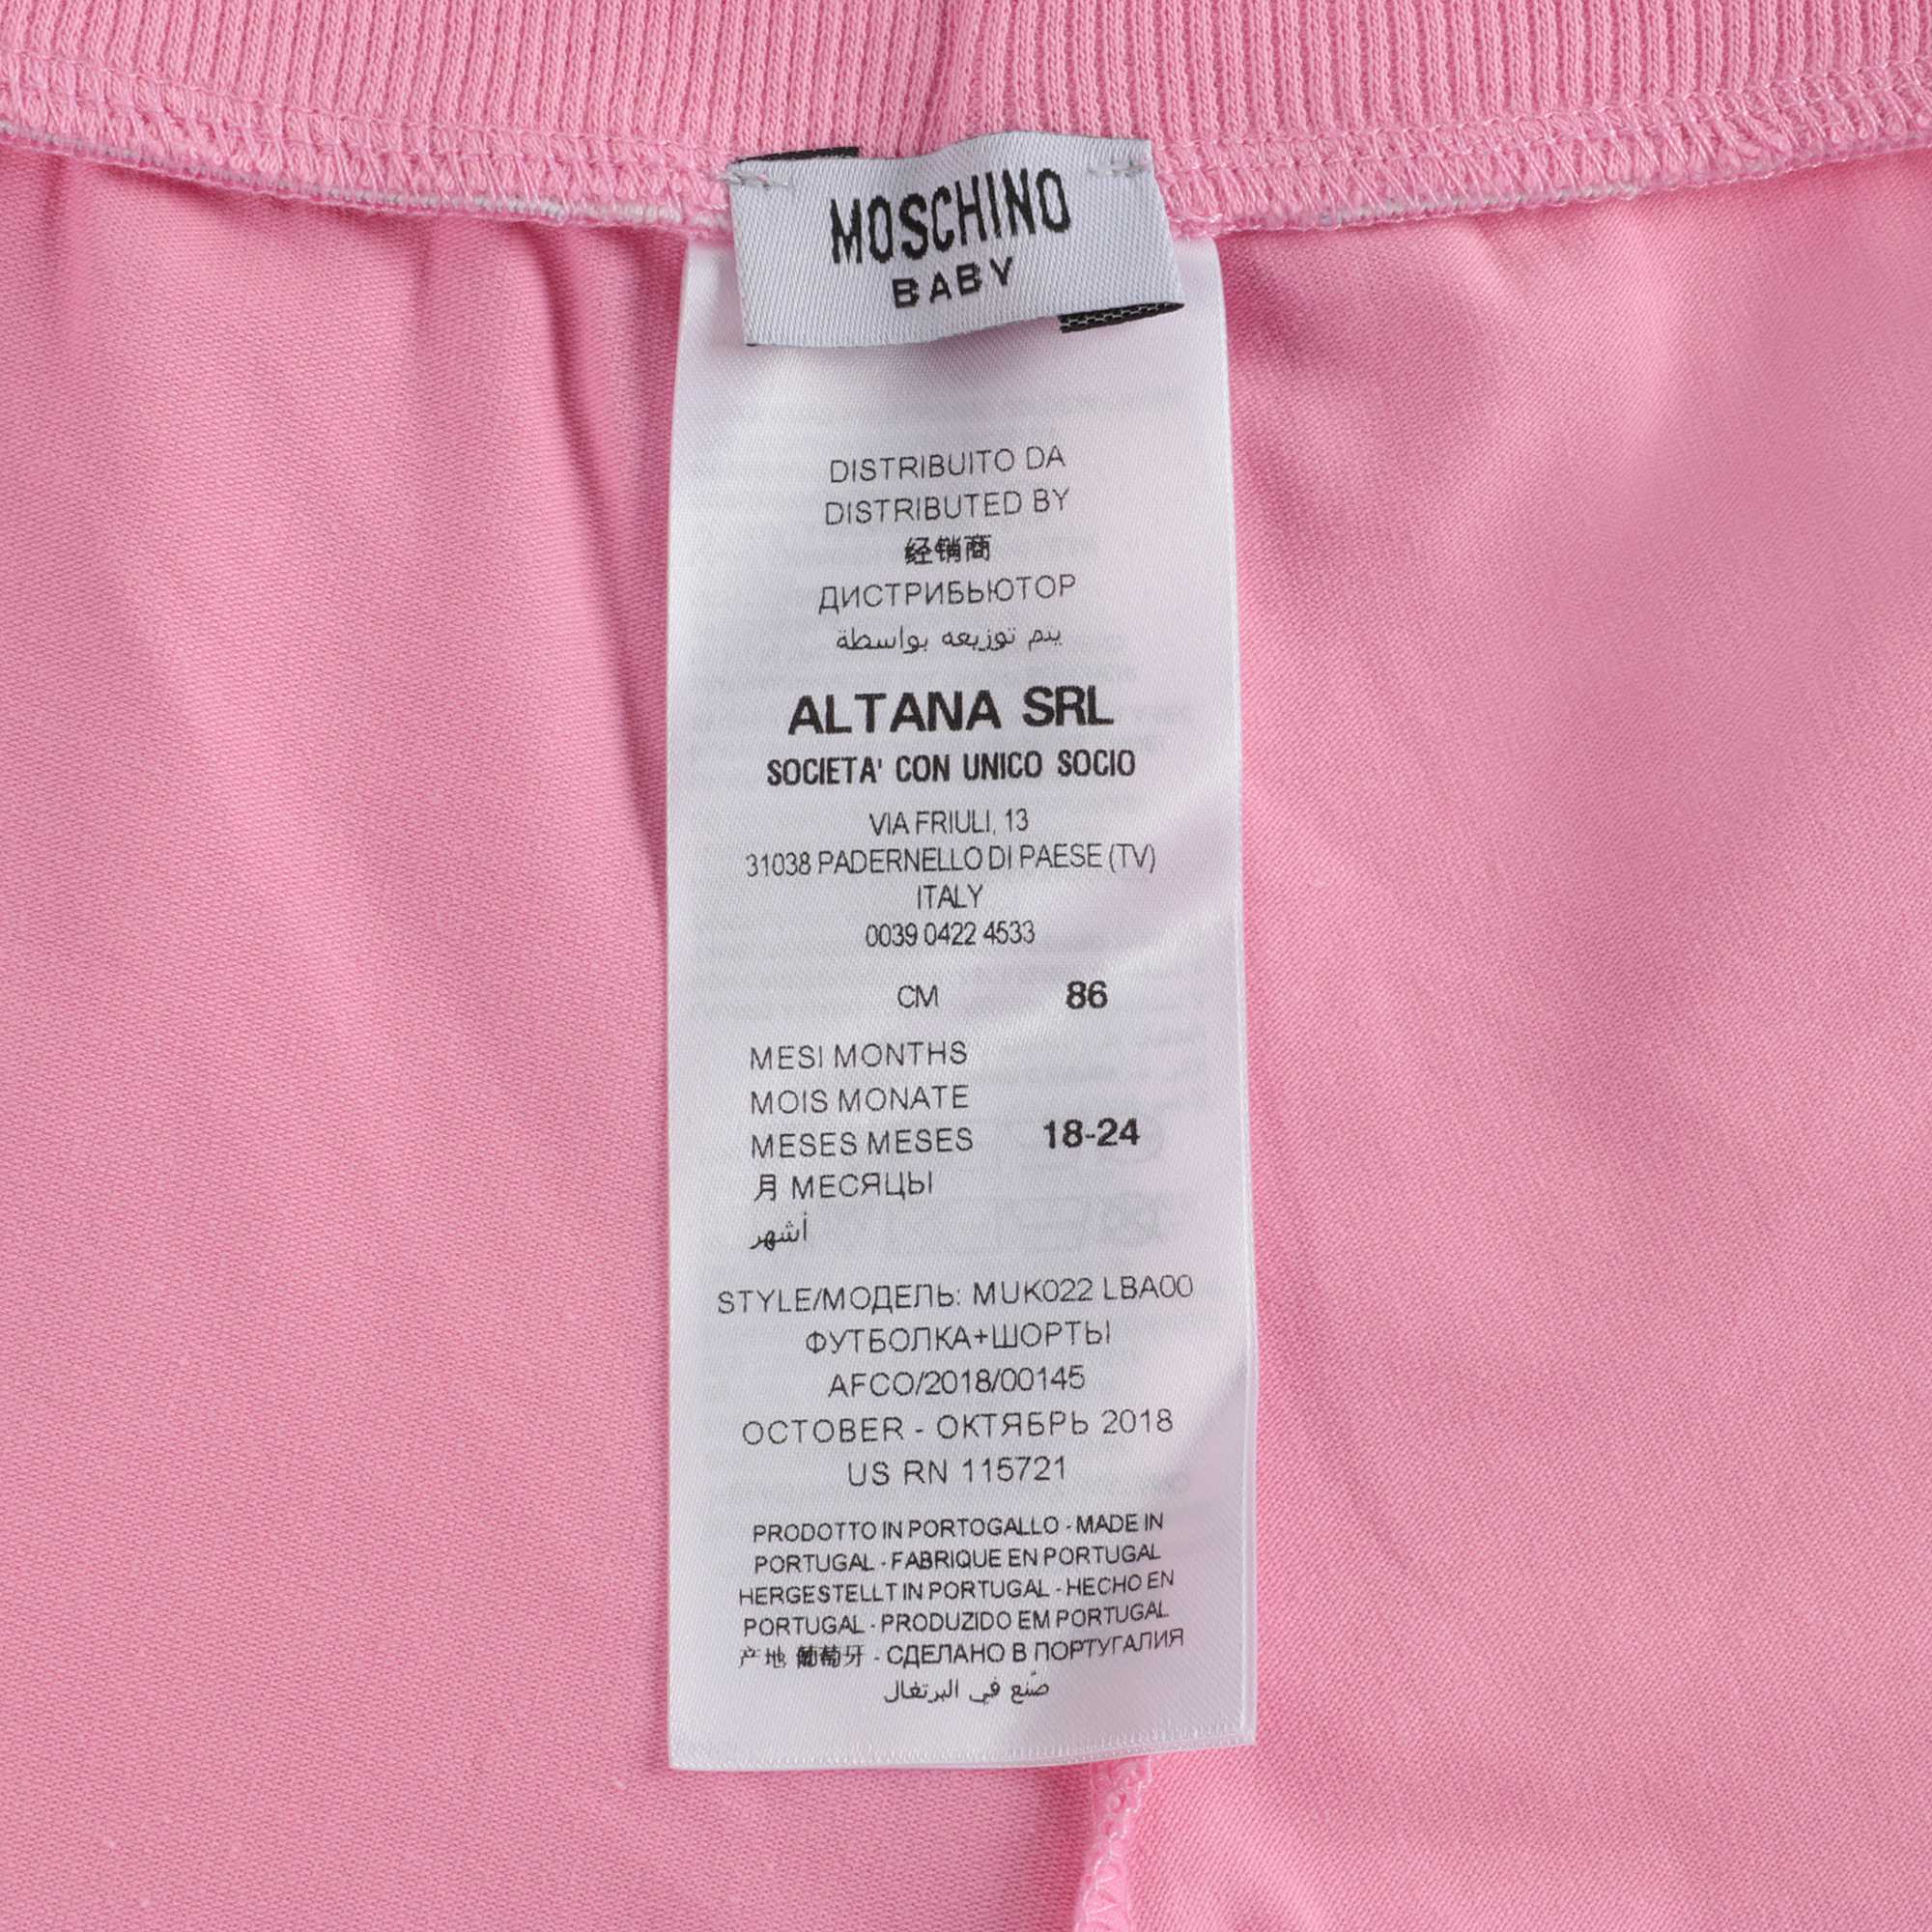 MOSCHINO
BABY
DISTRIBUITO DA
DISTRIBUTED BY
经销商
ДИСТРИБЬЮТОР
يتم توزيعه بواسطة
ALTANA SRL
SOCIETA' CON UNICO SOCIO
VIA FRIULI, 13
31038 PADERNELLO DI PAESE (TV)
ITALY
0039 0422 4533
CM 86
MESI MONTHS
MOIS MONATE
MESES MESES 18-24
月 МЕСЯЦЫ
أشهر
STYLE/МОДЕЛЬ: MUK022 LBA00
ФУТБОЛКА+ШОРТЫ
AFCO/2018/00145
OCTOBER - ОКТЯБРЬ 2018
US RN 115721
PRODOTTO IN PORTOGALLO - MADE IN
PORTUGAL - FABRIQUE EN PORTUGAL
HERGESTELLT IN PORTUGAL - HECHO EN
PORTUGAL - PRODUZIDO EM PORTUGAL
产地 葡萄牙 - СДЕЛАНО В ПОРТУГАЛИЯ
صُنع في البرتغال